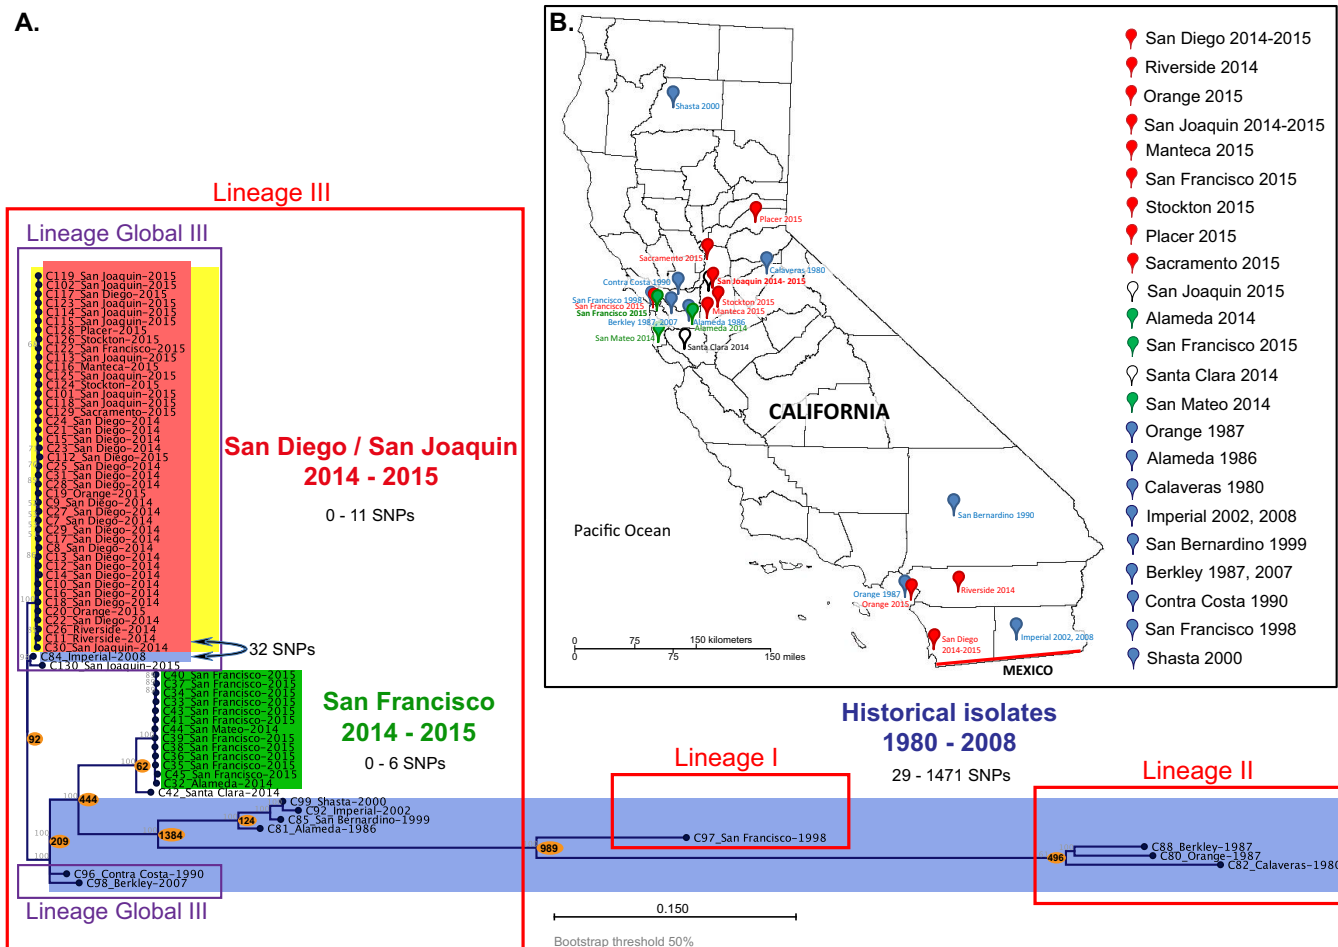 A.
Lineage III
Lineage Global III
C119_San Joaquin-2015
C102_San Joaquin-2015
C117_San Diego-2015
C123_San Joaquin-2015
C114_San Joaquin-2015
C115_San Joaquin-2015
C128_Placer-2015
C126_Stockton-2015
C122_San Francisco-2015
C113_San Joaquin-2015
C116_Manteca-2015
C125_San Joaquin-2015
C124_Stockton-2015
C101_San Joaquin-2015
C118_San Joaquin-2015
C129_Sacramento-2015
C24_San Diego-2014
C21_San Diego-2014
C15_San Diego-2014
C23_San Diego-2014
C112_San Diego-2015
C25_San Diego-2014
C31_San Diego-2014
C28_San Diego-2014
C19_Orange-2015
C9_San Diego-2014
C27_San Diego-2014
C7_San Diego-2014
C29_San Diego-2014
C17_San Diego-2014
C8_San Diego-2014
C13_San Diego-2014
C12_San Diego-2014
C14_San Diego-2014
C10_San Diego-2014
C16_San Diego-2014
C18_San Diego-2014
C20_Orange-2015
C22_San Diego-2014
C26_Riverside-2014
C11_Riverside-2014
C30_San Joaquin-2014
C84_Imperial-2008
C130_San Joaquin-2015
San Diego / San Joaquin
2014 - 2015
0 - 11 SNPs
32 SNPs
C40_San Francisco-2015
C37_San Francisco-2015
C34_San Francisco-2015
C33_San Francisco-2015
C43_San Francisco-2015
C41_San Francisco-2015
C44_San Mateo-2014
C39_San Francisco-2015
C38_San Francisco-2015
C36_San Francisco-2015
C35_San Francisco-2015
C45_San Francisco-2015
C32_Alameda-2014
C42_Santa Clara-2014
San Francisco
2014 - 2015
0 - 6 SNPs
92
62
444
209
1384
124
989
496
C99_Shasta-2000
C92_Imperial-2002
C85_San Bernardino-1999
C81_Alameda-1986
C97_San Francisco-1998
C88_Berkley-1987
C80_Orange-1987
C82_Calaveras-1980
C96_Contra Costa-1990
C98_Berkley-2007
Lineage Global III
Historical isolates
1980 - 2008
29 - 1471 SNPs
Lineage I
Lineage II
0.150
Bootstrap threshold 50%
B.
Shasta 2000
Placer 2015
Sacramento 2015
Calaveras 1980
Contra Costa 1990
San Joaquin 2014- 2015
San Francisco 1998
San Francisco 2015
San Francisco 2015
Stockton 2015
Manteca 2015
Berkley 1987, 2007
Alameda 1986
Alameda 2014
San Mateo 2014
Santa Clara 2014
CALIFORNIA
Pacific Ocean
San Bernardino 1990
Orange 1987
Orange 2015
Riverside 2014
San Diego
2014-2015
Imperial 2002, 2008
MEXICO
0 75 150 kilometers
0 75 150 miles
San Diego 2014-2015
Riverside 2014
Orange 2015
San Joaquin 2014-2015
Manteca 2015
San Francisco 2015
Stockton 2015
Placer 2015
Sacramento 2015
San Joaquin 2015
Alameda 2014
San Francisco 2015
Santa Clara 2014
San Mateo 2014
Orange 1987
Alameda 1986
Calaveras 1980
Imperial 2002, 2008
San Bernardino 1999
Berkley 1987, 2007
Contra Costa 1990
San Francisco 1998
Shasta 2000